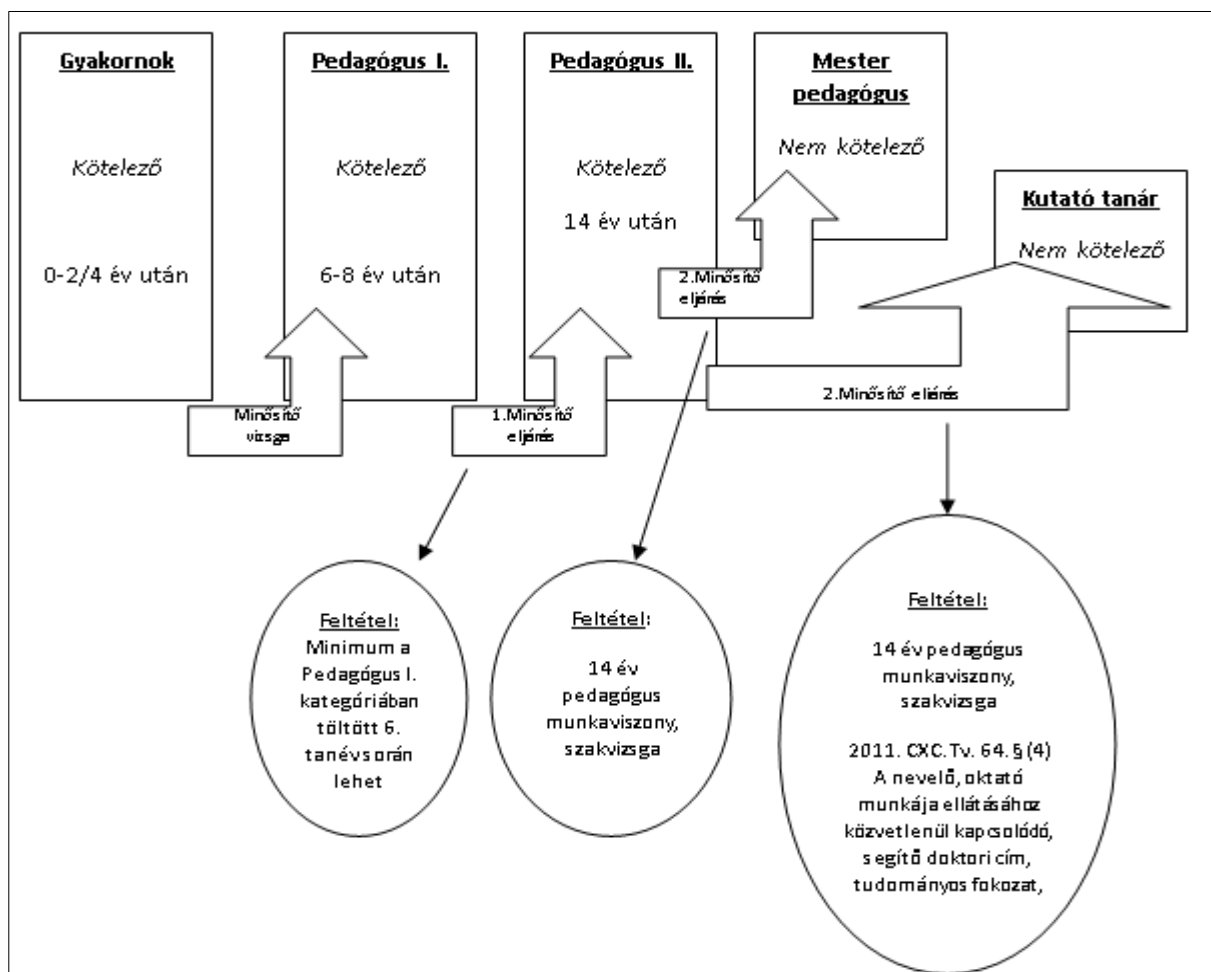 Gyakornok
Kötelező
0-2/4 év után
Pedagógus I.
Kötelező
6-8 év után
Pedagógus II.
Kötelező
14 év után
Mester
pedagógus
Nem kötelező
Kutató tanár
Nem kötelező
Minősítő
vizsga
1.Minősítő
eljárás
2.Minősítő
eljárás
2.Minősítő eljárás
Feltétel:
Minimum a
Pedagógus I.
kategóriában
töltött 6.
tanév során
lehet
Feltétel:
14 év
pedagógus
munkaviszony,
szakvizsga
Feltétel:
14 év pedagógus
munkaviszony,
szakvizsga
2011. CXC. Tv. 64. § (4)
A nevelő, oktató
munkája ellátásához
közvetlenül kapcsolódó,
segítő doktori cím,
tudományos fokozat,